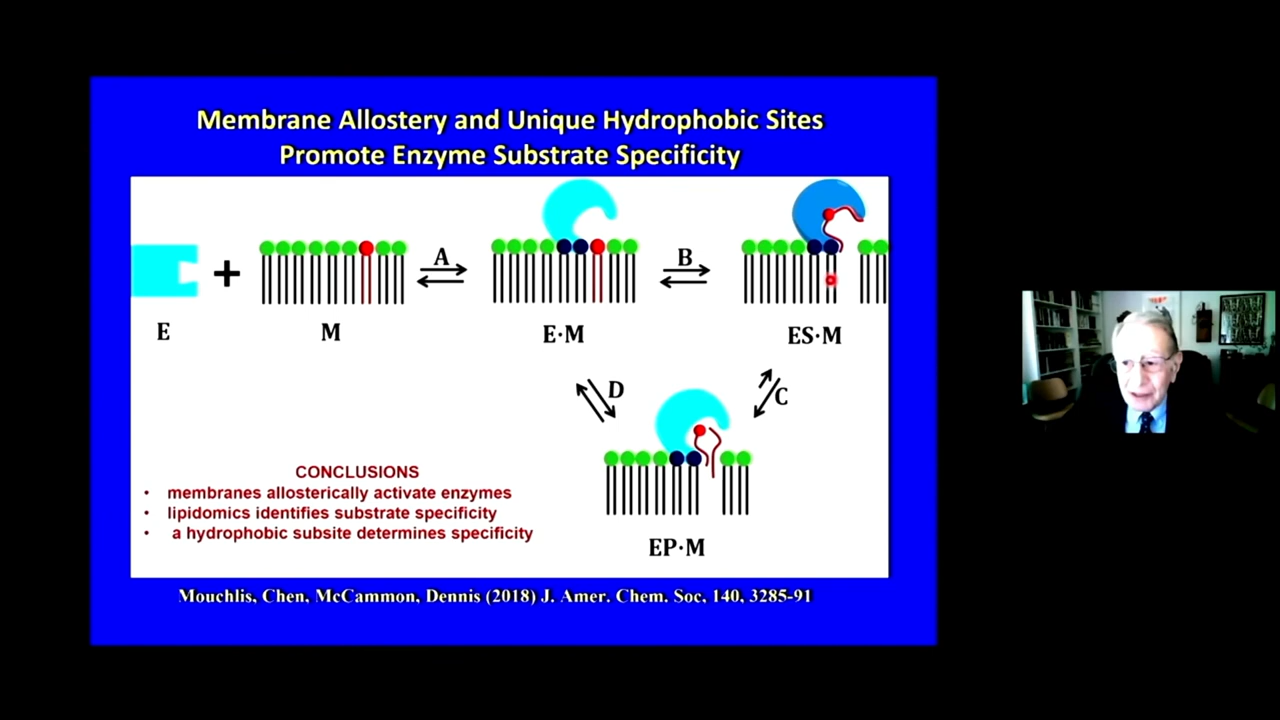 Membrane Allostery and Unique Hydrophobic Sites
Promote Enzyme Substrate Specificity
A
B
+
E
M
E·M
ES·M
D
C
CONCLUSIONS
• membranes allosterically activate enzymes
• lipidomics identifies substrate specificity
• a hydrophobic subsite determines specificity
EP·M
Mouchlis, Chen, McCammon, Dennis (2018) J. Amer. Chem. Soc, 140, 3285-91